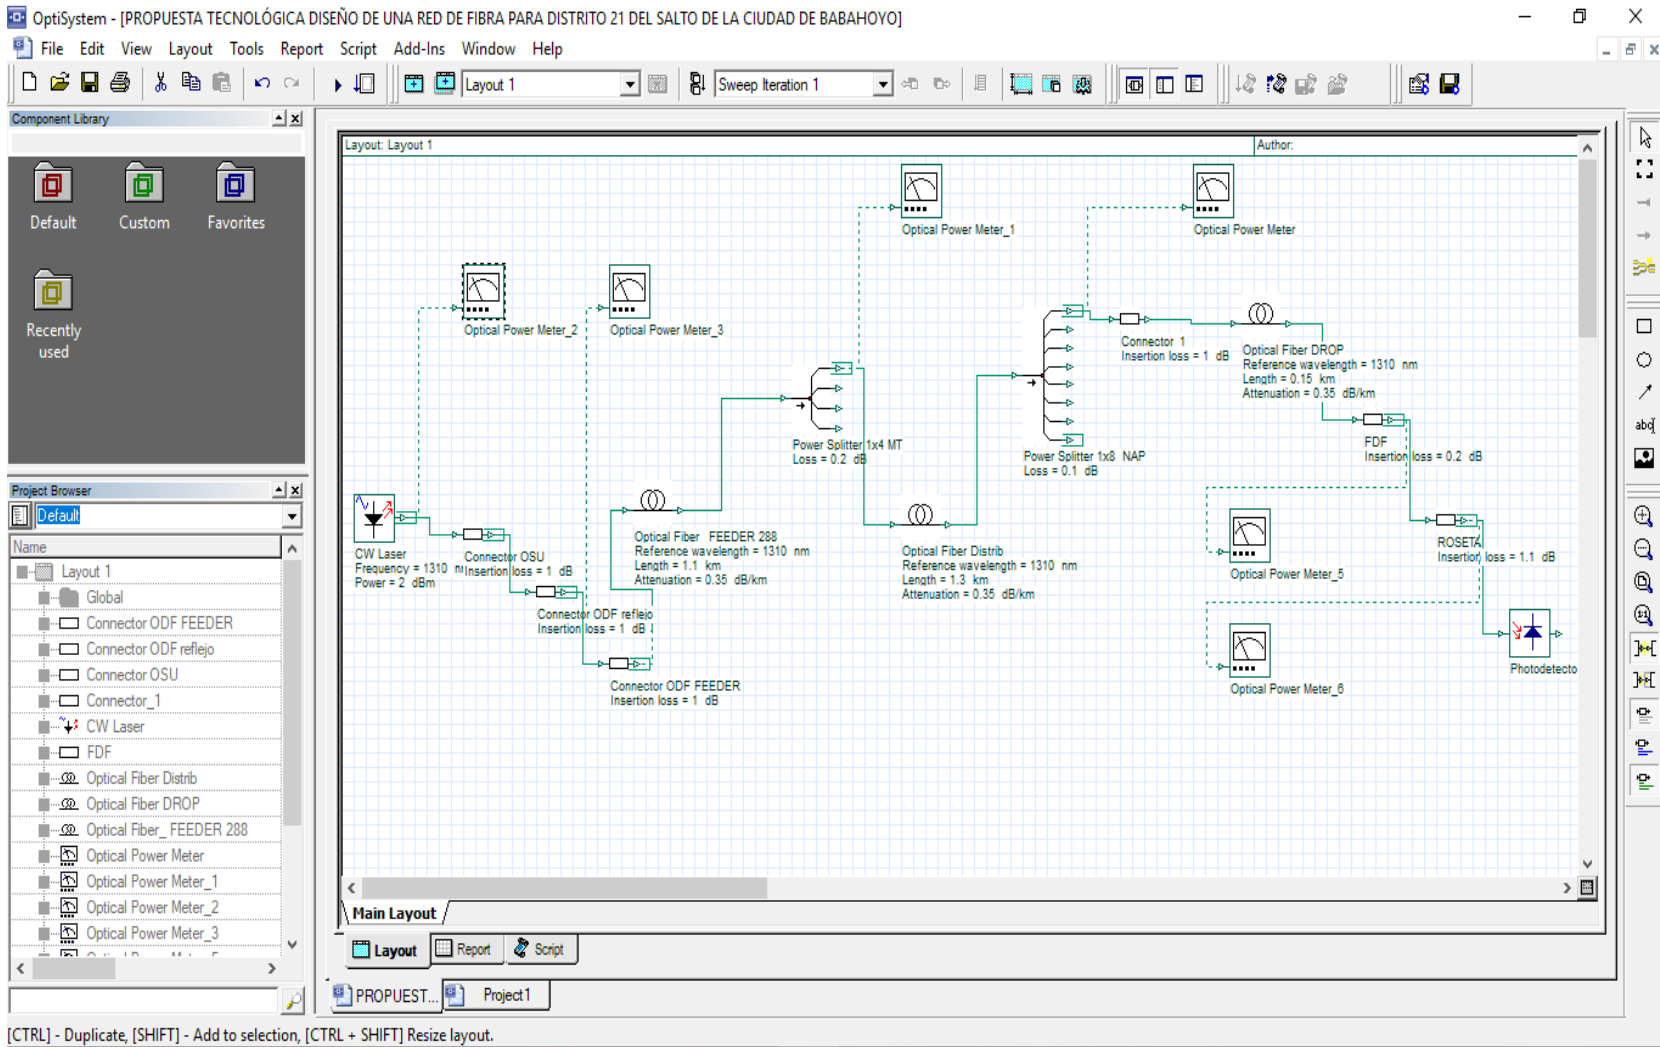 OptiSystem - [PROPUESTA TECNOLÓGICA DISEÑO DE UNA RED DE FIBRA PARA DISTRITO 21 DEL SALTO DE LA CIUDAD DE BABAHOYO]
File Edit View Layout Tools Report Script Add-Ins Window Help
Layout 1
Sweep Iteration 1
Component Library
Default
Custom
Favorites
Recently
used
Project Browser
Default
Name
Layout 1
Global
Connector ODF FEEDER
Connector ODF reflejo
Connector OSU
Connector_1
CW Laser
FDF
Optical Fiber Distrib
Optical Fiber DROP
Optical Fiber_ FEEDER 288
Optical Power Meter
Optical Power Meter_1
Optical Power Meter_2
Optical Power Meter_3
Layout: Layout 1
Author:
Optical Power Meter_1
Optical Power Meter
Optical Power Meter_2
Optical Power Meter_3
Connector 1
Insertion loss = 1 dB
Optical Fiber DROP
Reference wavelength = 1310 nm
Length = 0.15 km
Attenuation = 0.35 dB/km
Power Splitter 1x4 MT
Loss = 0.2 dB
Power Splitter 1x8 NAP
Loss = 0.1 dB
FDF
Insertion loss = 0.2 dB
CW Laser
Frequency = 1310
Power = 2 dBm
Connector OSU
Insertion loss = 1 dB
Optical Fiber FEEDER 288
Reference wavelength = 1310 nm
Length = 1.1 km
Attenuation = 0.35 dB/km
Optical Fiber Distrib
Reference wavelength = 1310 nm
Length = 1.3 km
Attenuation = 0.35 dB/km
ROSETA
Insertion loss = 1.1 dB
Optical Power Meter_5
Connector ODF reflejo
Insertion loss = 1 dB
Connector ODF FEEDER
Insertion loss = 1 dB
Optical Power Meter_6
Photodetecto
abc
1:1
Main Layout
Layout
Report
Script
PROPUEST...
Project1
[CTRL] - Duplicate, [SHIFT] - Add to selection, [CTRL + SHIFT] Resize layout.